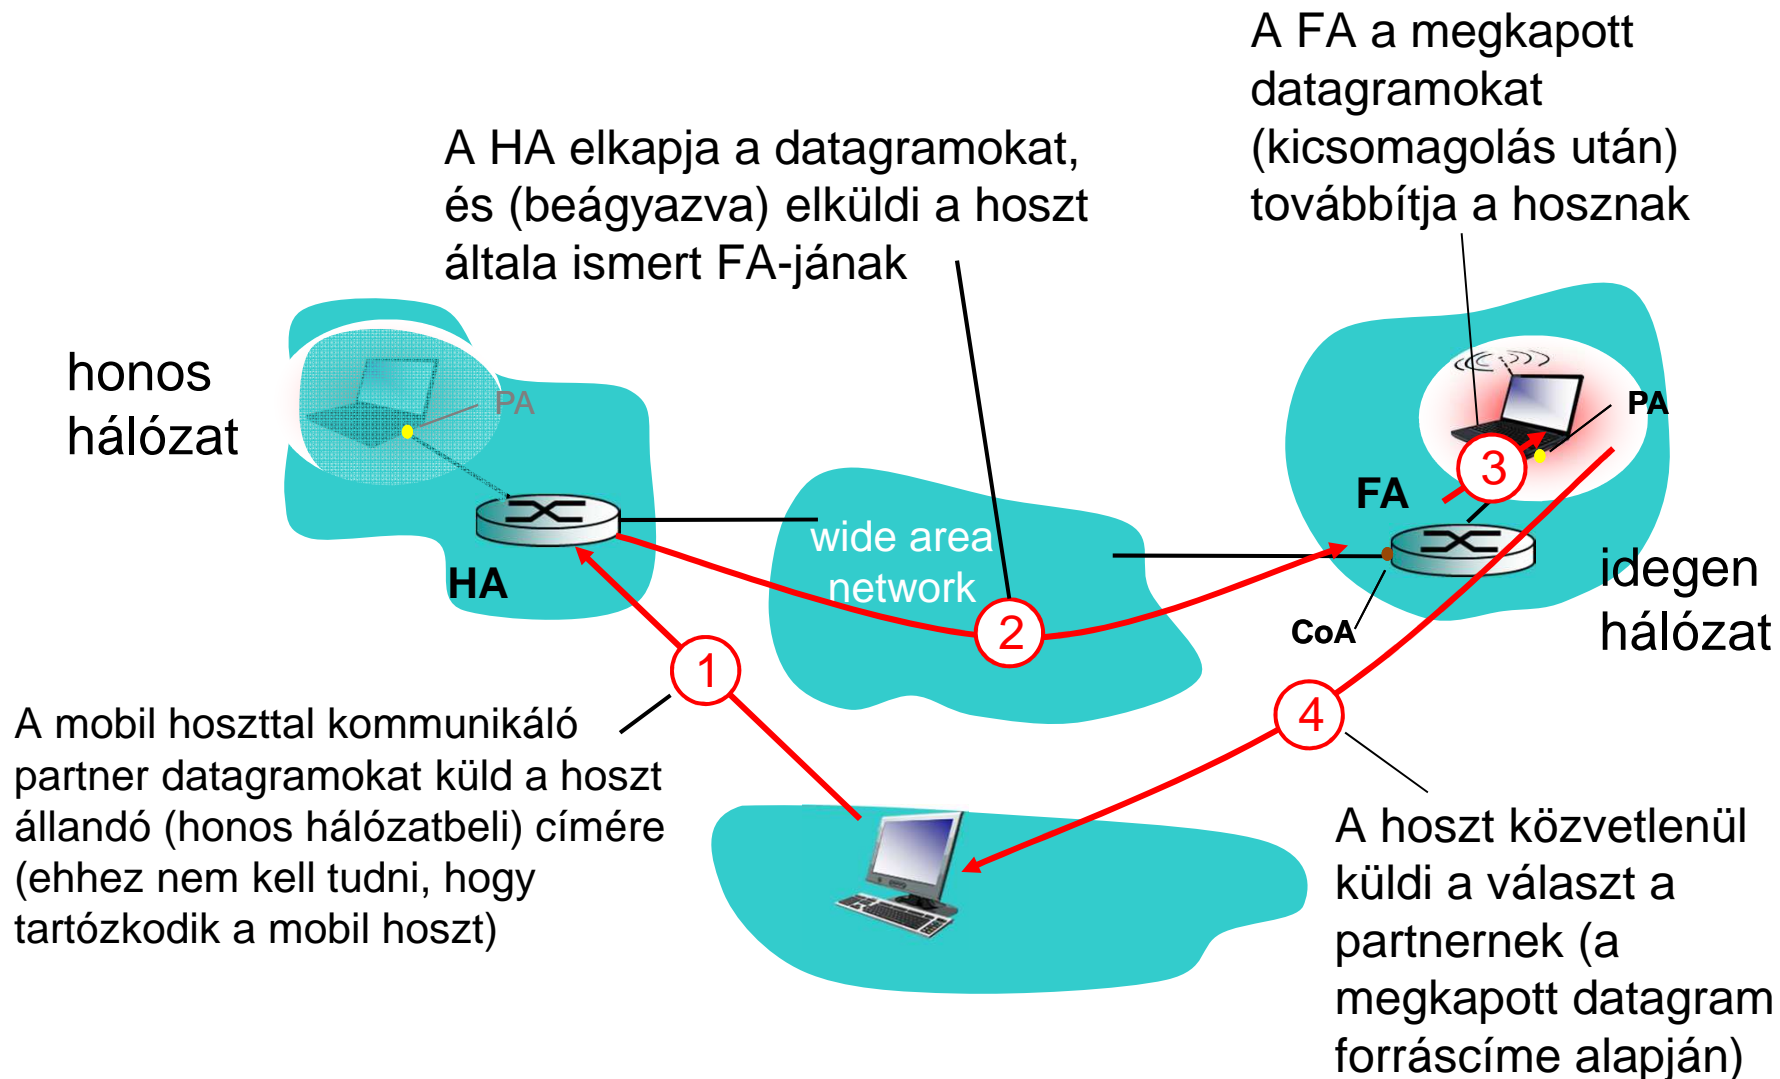 A FA a megkapott
datagramokat
(kicsomagolás után)
továbbítja a hosznak
A HA elkapja a datagramokat,
és (beágyazva) elküldi a hoszt
általa ismert FA-jának
honos
hálózat
PA
HA
wide area
network
PA
FA
CoA
idegen
hálózat
1
2
3
4
A mobil hoszttal kommunikáló
partner datagramokat küld a hoszt
állandó (honos hálózatbeli) címére
(ehhez nem kell tudni, hogy
tartózkodik a mobil hoszt)
A hoszt közvetlenül
küldi a választ a
partnernek (a
megkapott datagram
forráscíme alapján)